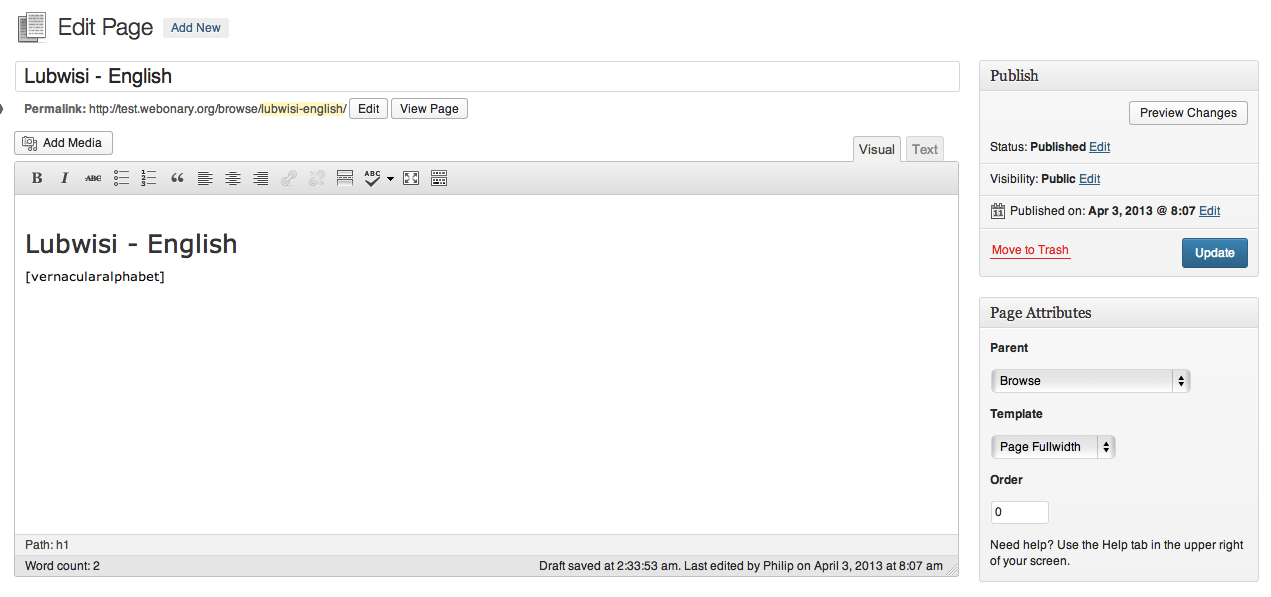 Edit Page Add New
Lubwisi - English
Permalink: http://test.webonary.org/browse/lubwisi-english/ Edit View Page
Add Media
Visual Text
B I ABC ABC
Lubwisi - English
[vernacularalphabet]
Path: h1
Word count: 2 Draft saved at 2:33:53 am. Last edited by Philip on April 3, 2013 at 8:07 am
Publish
Preview Changes
Status: Published Edit
Visibility: Public Edit
11 Published on: Apr 3, 2013 @ 8:07 Edit
Move to Trash Update
Page Attributes
Parent
Browse
Template
Page Fullwidth
Order
0
Need help? Use the Help tab in the upper right
of your screen.